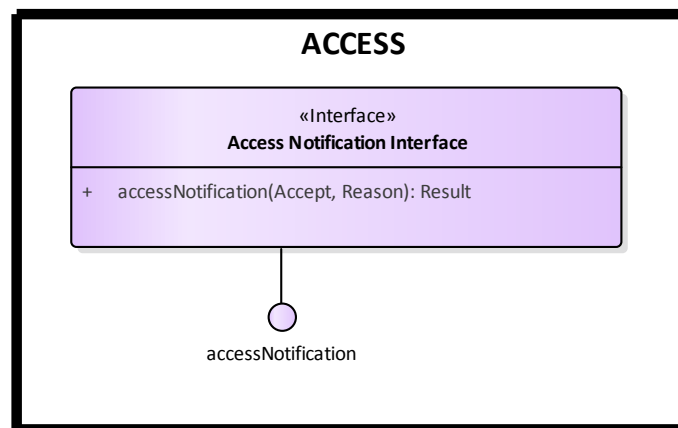 ACCESS
«Interface»
Access Notification Interface
+ accessNotification(Accept, Reason): Result
accessNotification